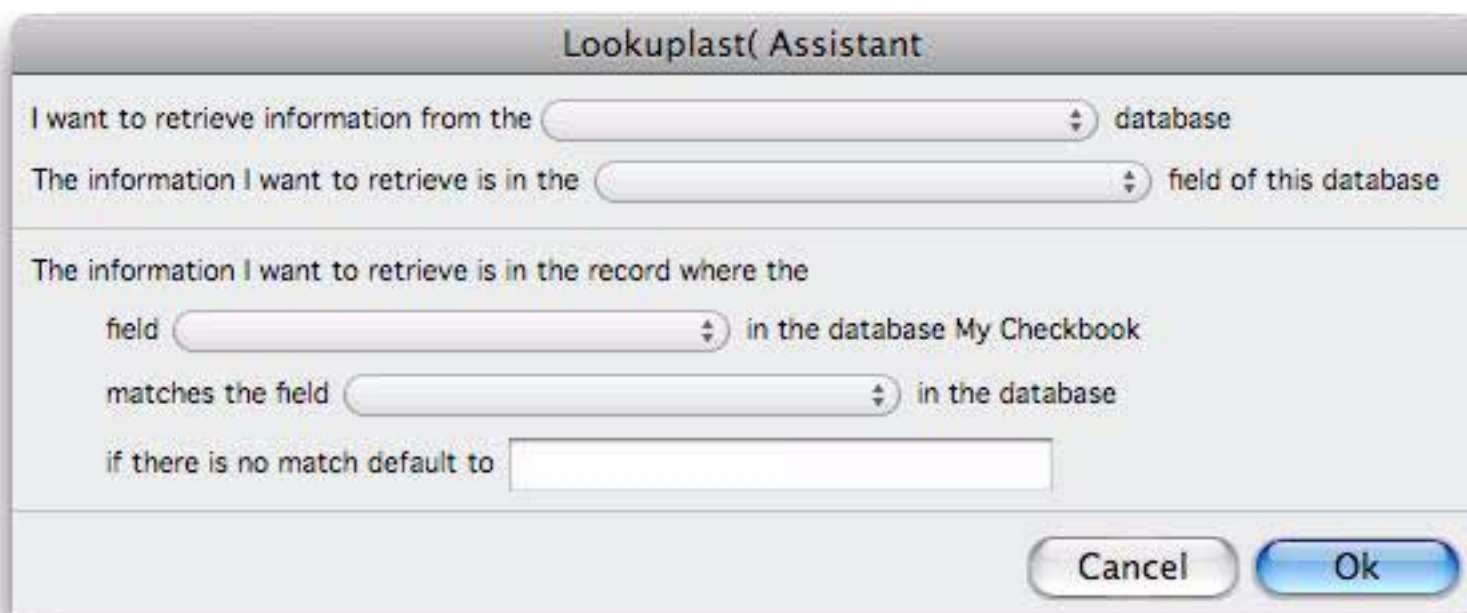 Lookuplast( Assistant
I want to retrieve information from the database
The information I want to retrieve is in the field of this database
The information I want to retrieve is in the record where the
field in the database My Checkbook
matches the field in the database
if there is no match default to
Cancel Ok